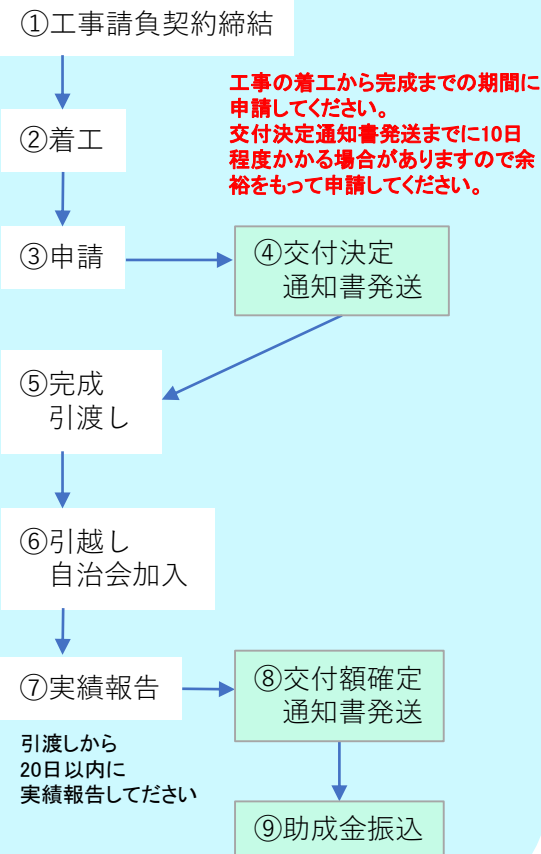 ①工事請負契約締結
工事の着工から完成までの期間に
申請してください。
交付決定通知書発送までに10日
程度かかる場合がありますので余
裕をもって申請してください。
②着工
③申請
④交付決定
通知書発送
⑤完成
引渡し
⑥引越し
自治会加入
⑦実績報告
⑧交付額確定
通知書発送
引渡しから
20日以内に
実績報告してださい
⑨助成金振込